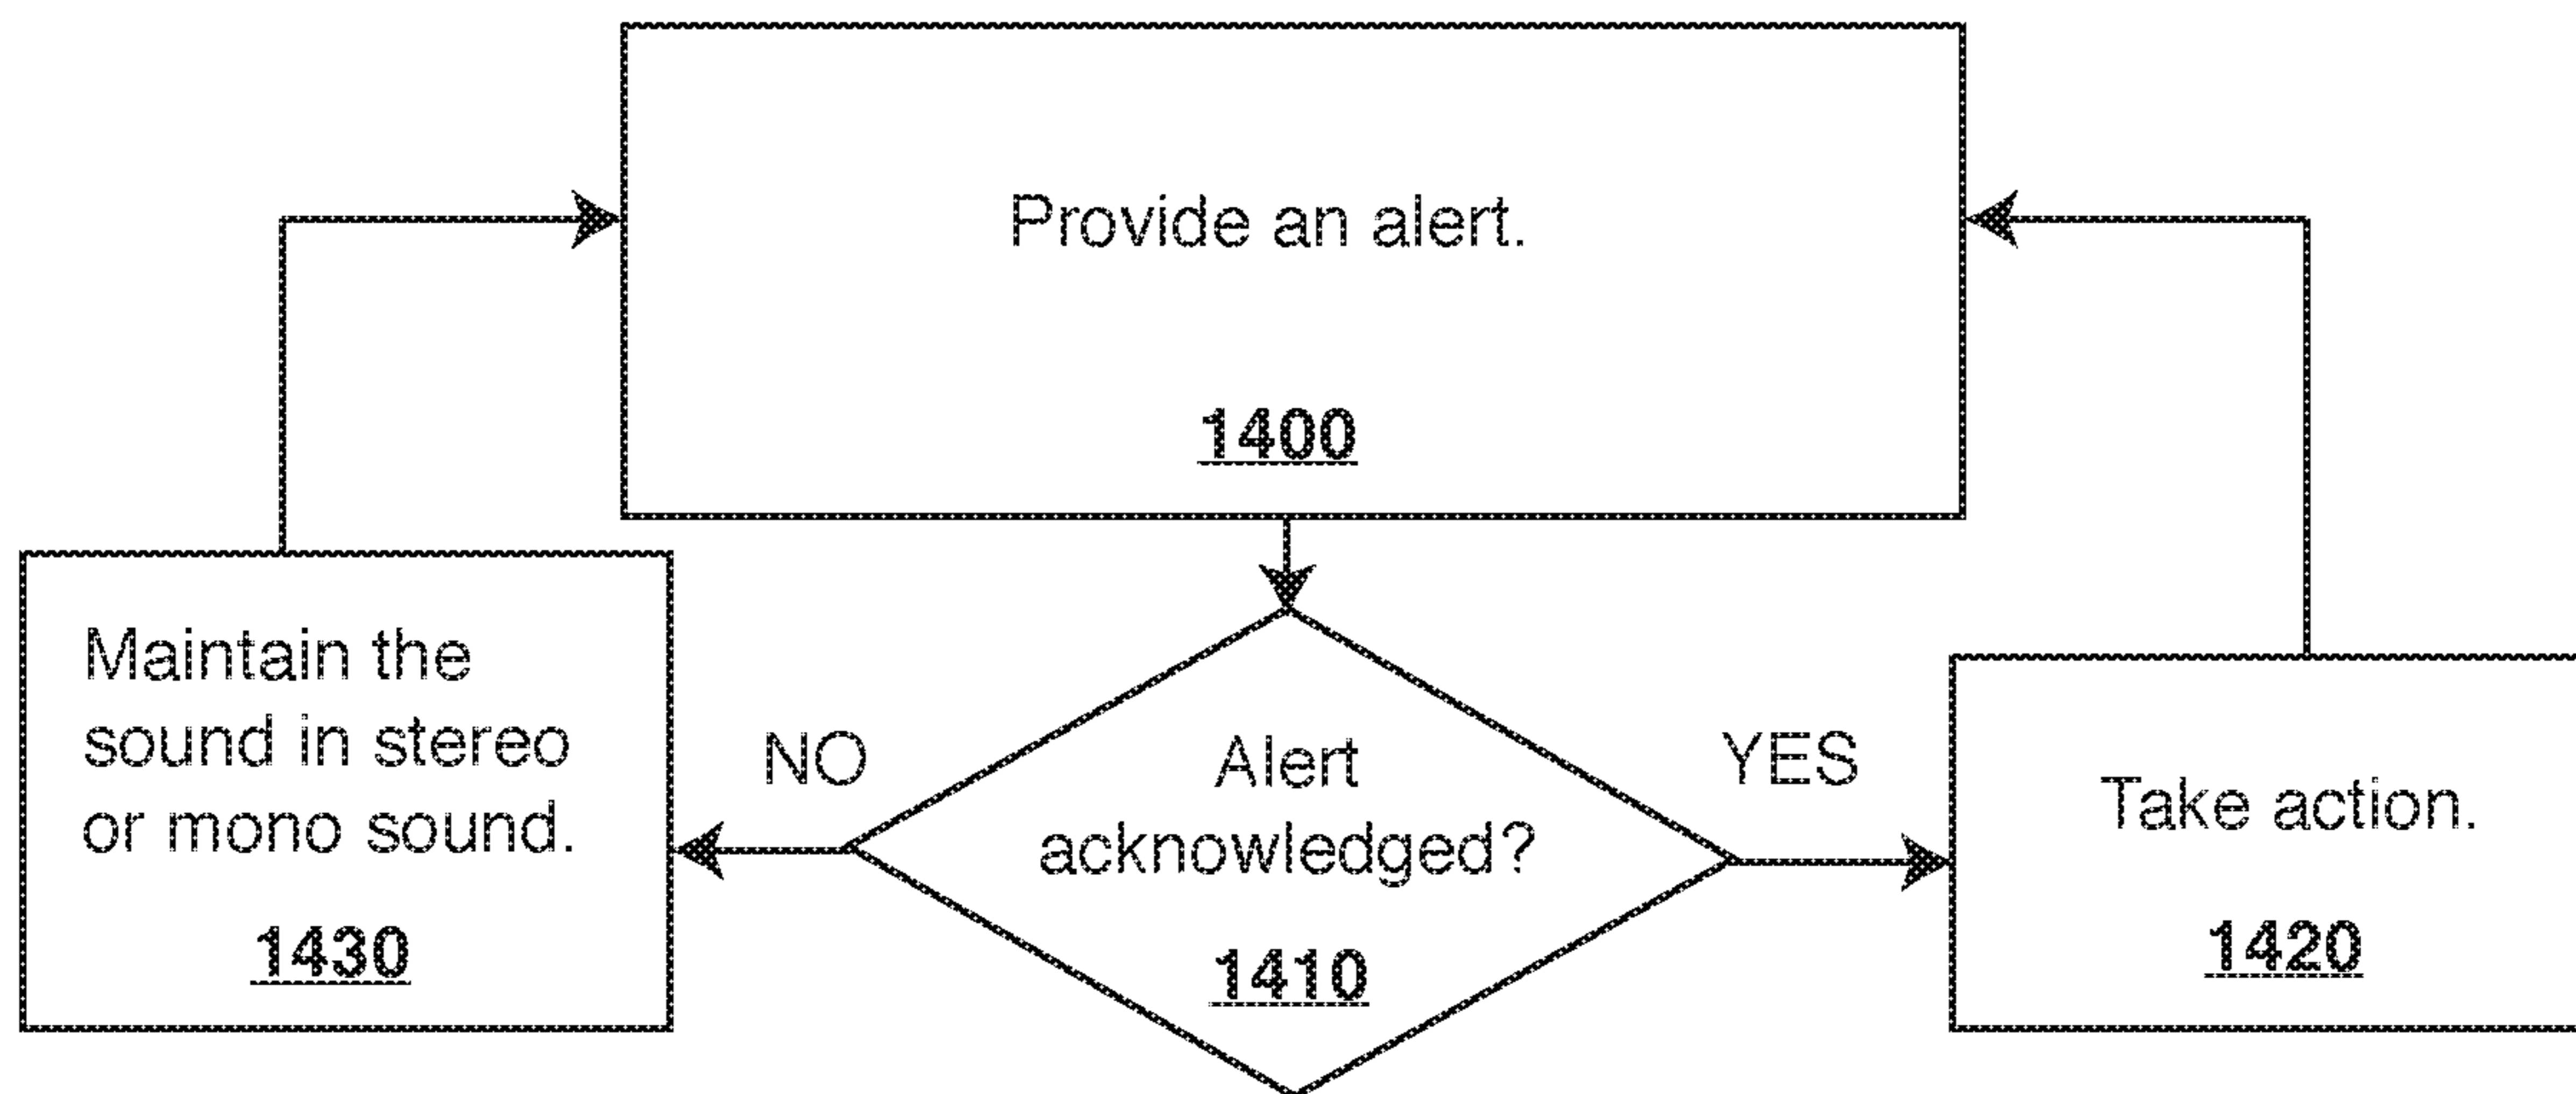 Provide an alert.
1400
Maintain the
sound in stereo
or mono sound.
1430
NO
Alert
acknowledged?
1410
YES
Take action.
1420